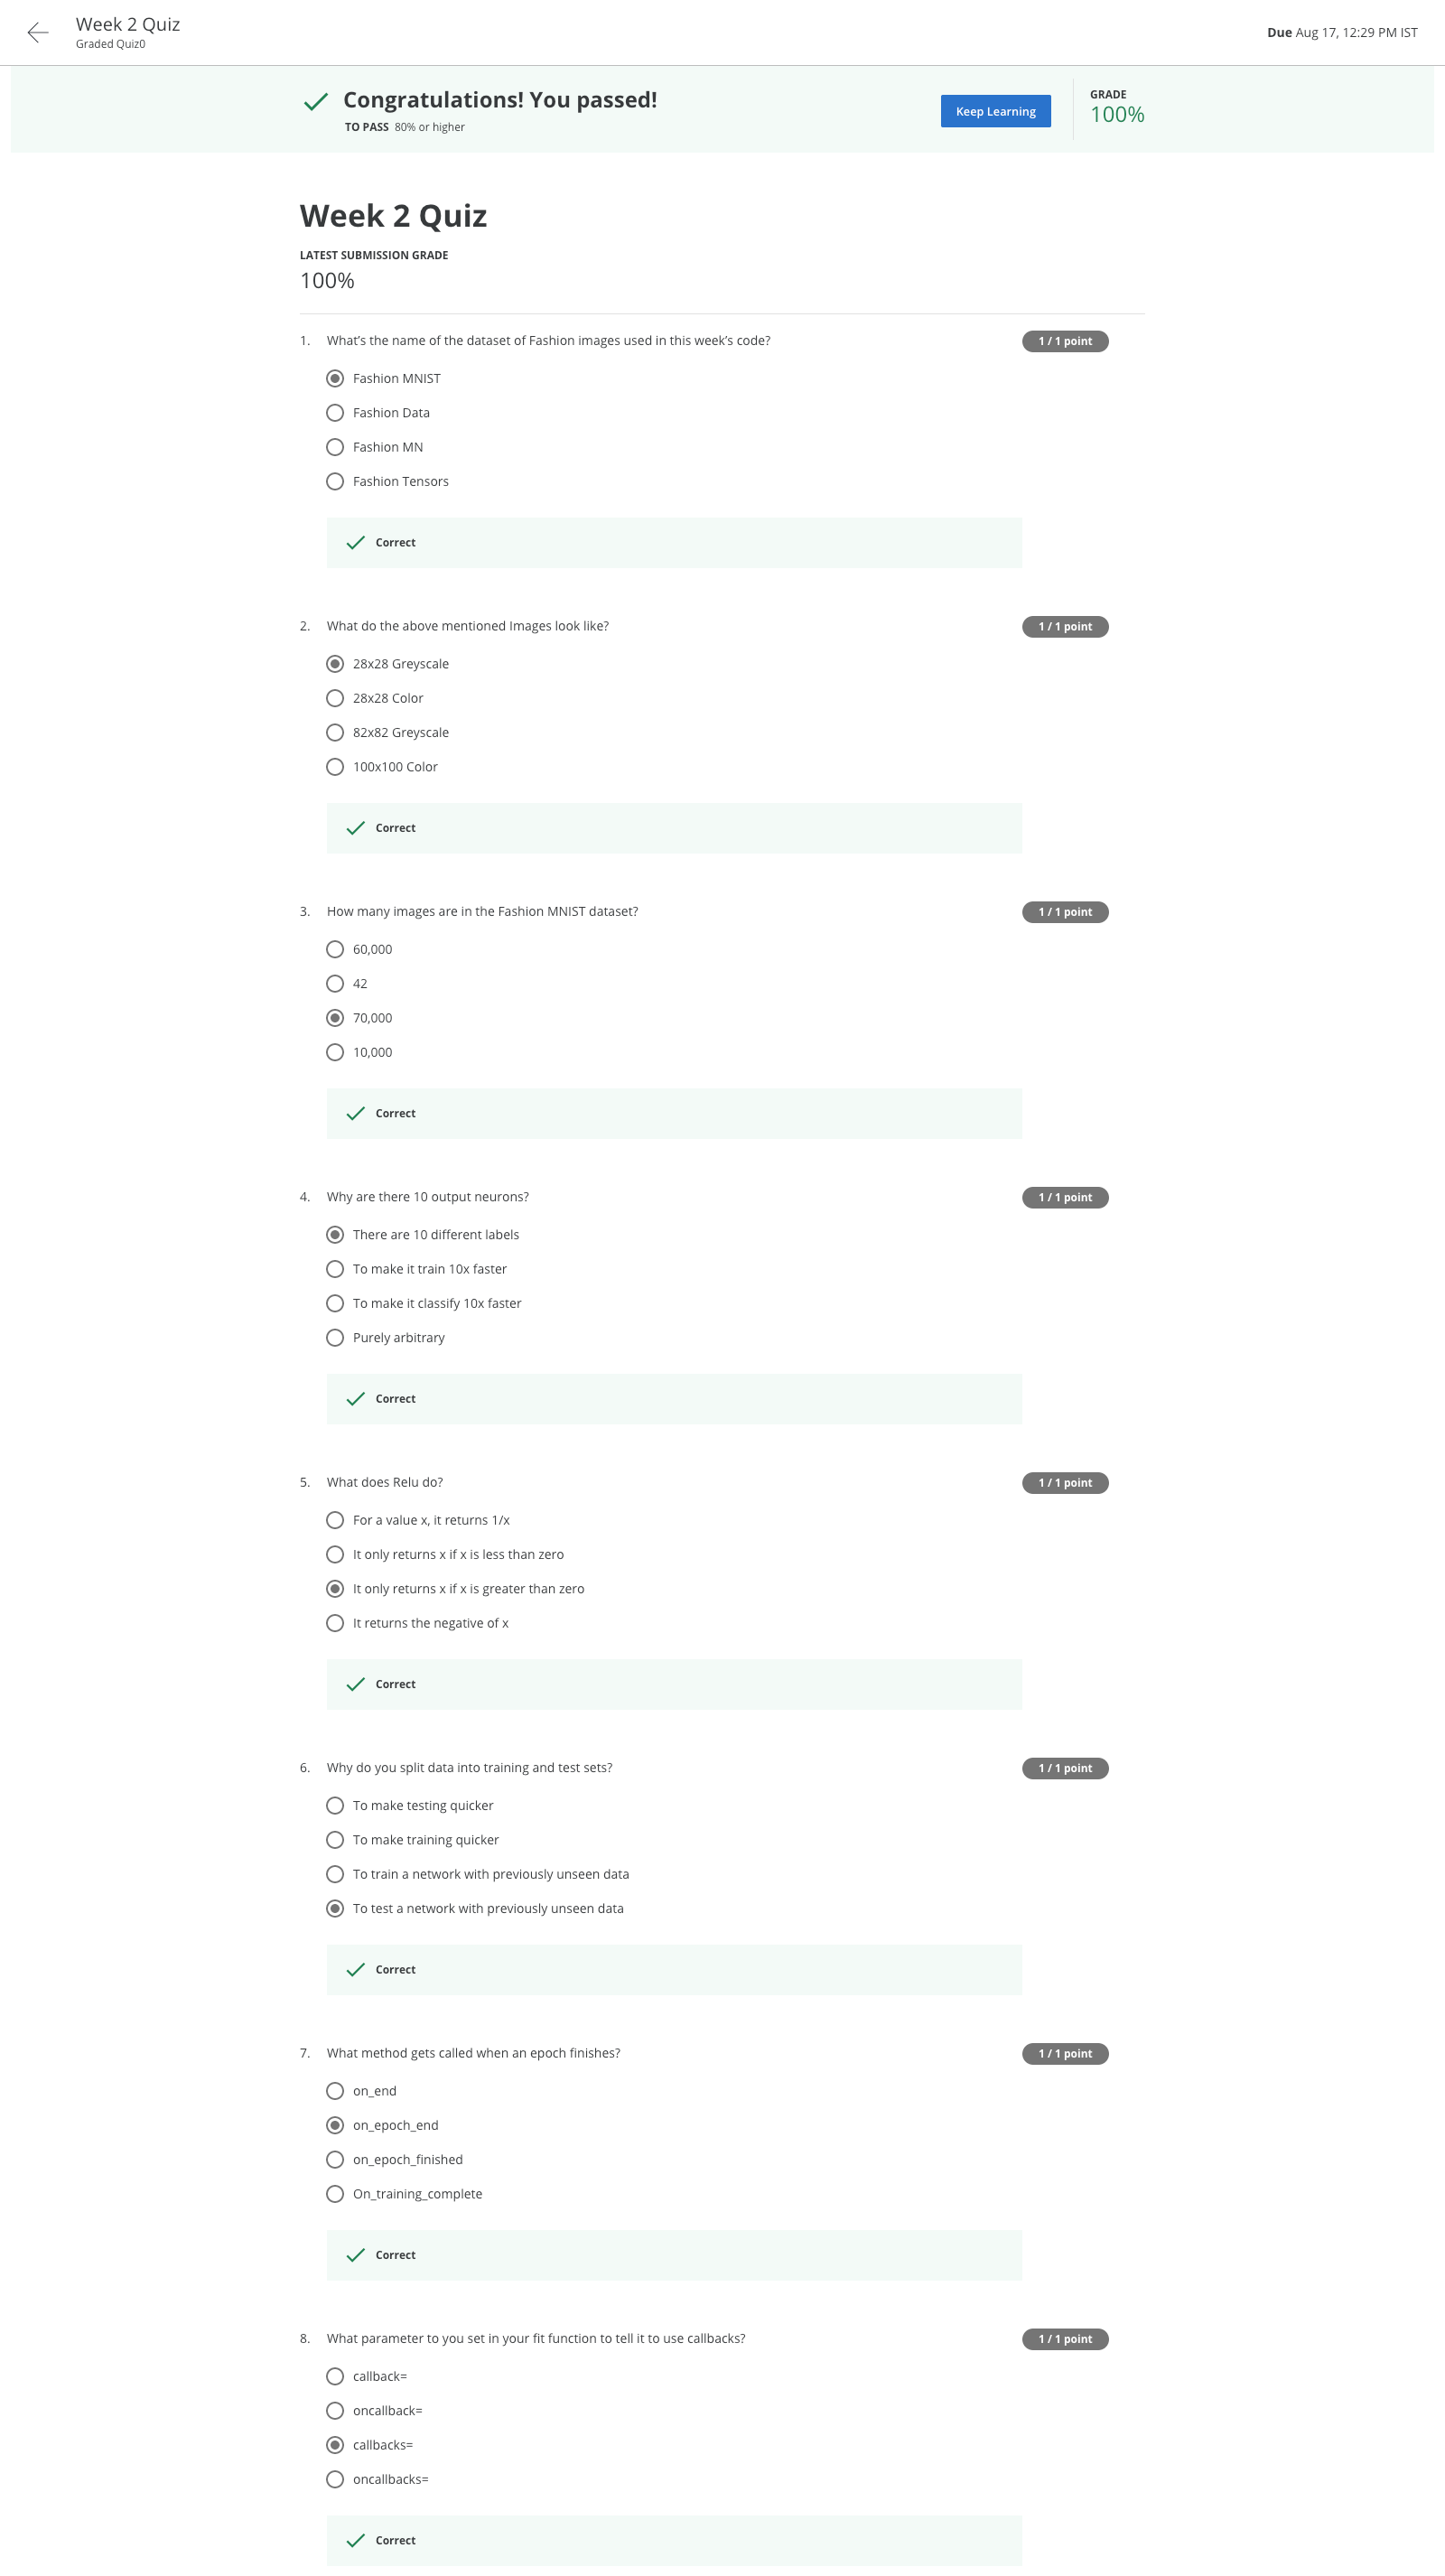 Week 2 Quiz
Graded Quiz0
Due Aug 17, 12:29 PM IST
Congratulations! You passed!
TO PASS 80% or higher
Keep Learning
GRADE
100%
Week 2 Quiz
LATEST SUBMISSION GRADE
100%
1. What’s the name of the dataset of Fashion images used in this week’s code?
1 / 1 point
Fashion MNIST
Fashion Data
Fashion MN
Fashion Tensors
Correct
2. What do the above mentioned Images look like?
1 / 1 point
28x28 Greyscale
28x28 Color
82x82 Greyscale
100x100 Color
Correct
3. How many images are in the Fashion MNIST dataset?
1 / 1 point
60,000
42
70,000
10,000
Correct
4. Why are there 10 output neurons?
1 / 1 point
There are 10 different labels
To make it train 10x faster
To make it classify 10x faster
Purely arbitrary
Correct
5. What does Relu do?
1 / 1 point
For a value x, it returns 1/x
It only returns x if x is less than zero
It only returns x if x is greater than zero
It returns the negative of x
Correct
6. Why do you split data into training and test sets?
1 / 1 point
To make testing quicker
To make training quicker
To train a network with previously unseen data
To test a network with previously unseen data
Correct
7. What method gets called when an epoch finishes?
1 / 1 point
on_end
on_epoch_end
on_epoch_finished
On_training_complete
Correct
8. What parameter to you set in your fit function to tell it to use callbacks?
1 / 1 point
callback=
oncallback=
callbacks=
oncallbacks=
Correct